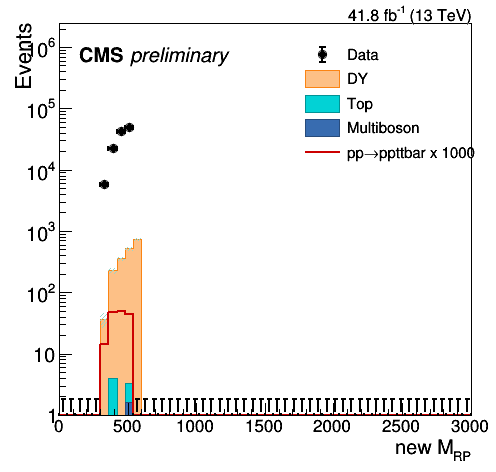 41.8 fb⁻¹ (13 TeV)
Events
CMS preliminary
Data
DY
Top
Multiboson
pp→ppttbar x 1000
10⁶
10⁵
10⁴
10³
10²
10
1
0 500 1000 1500 2000 2500 3000
new M_RP